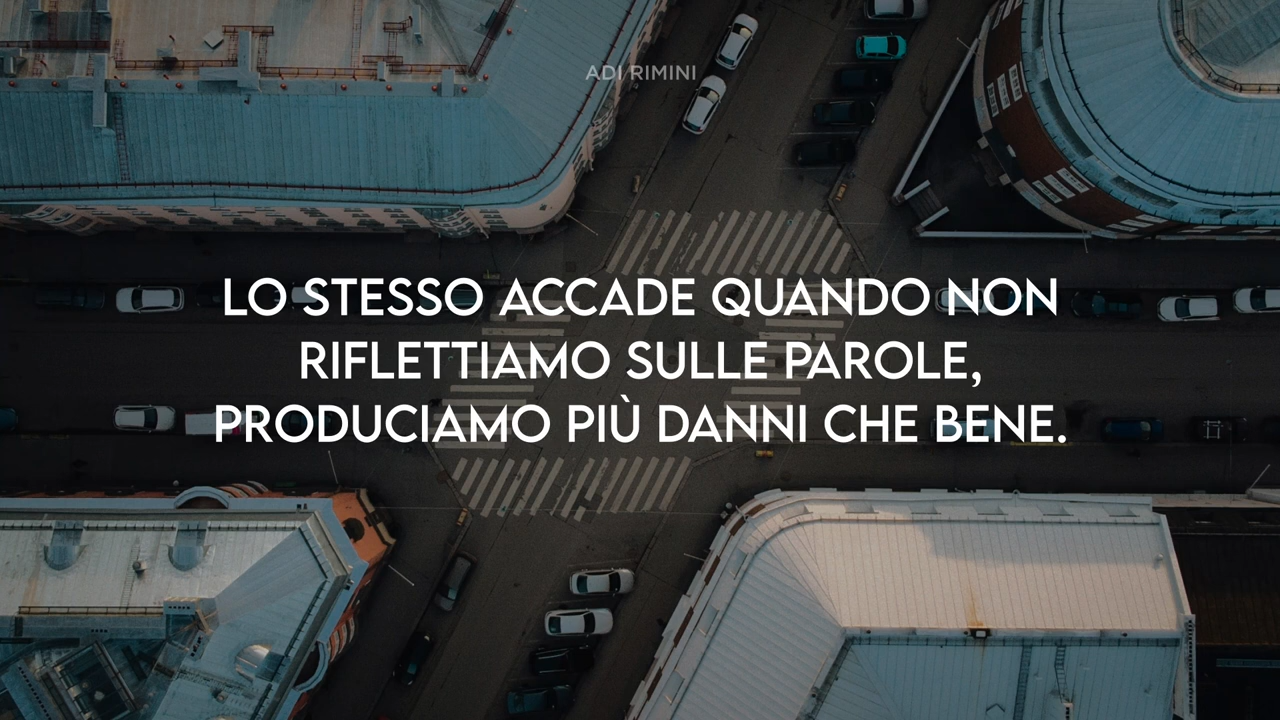 ADI RIMINI
LO STESSO ACCADE QUANDO NON
RIFLETTIAMO SULLE PAROLE,
PRODUCIAMO PIÙ DANNI CHE BENE.